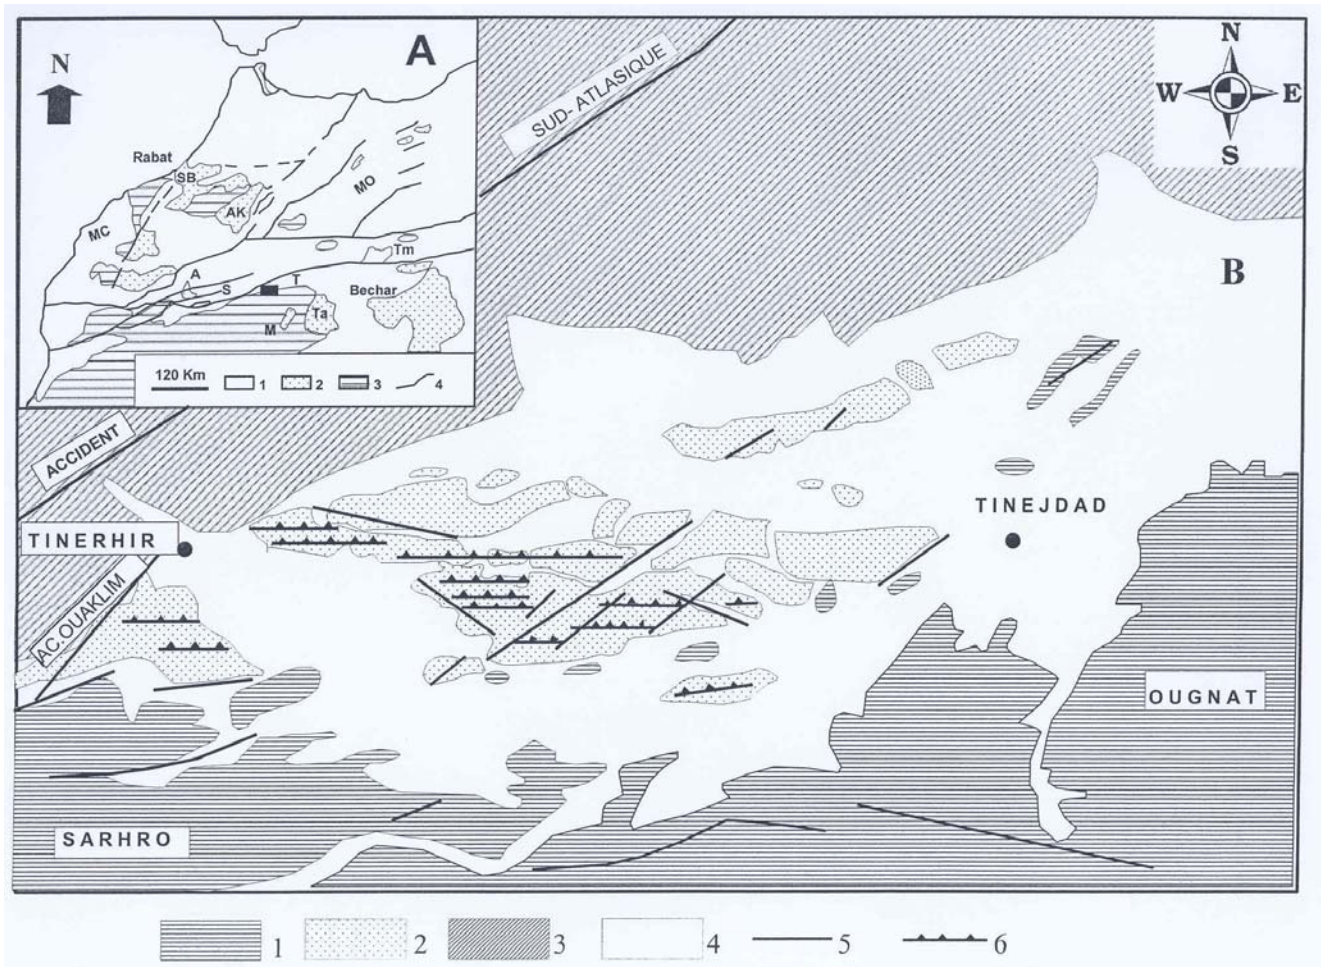 A
N
Rabat
SB
MO
AK
MC
Tm
A
S
T
Bechar
Ta
M
120 Km
1
2
3
4
SUD- ATLASIQUE
N
W E
S
B
ACCIDENT
TINERHIR
TINEJDAD
AC. OUAKLIM
OUGNAT
SARHRO
1
2
3
4
5
6